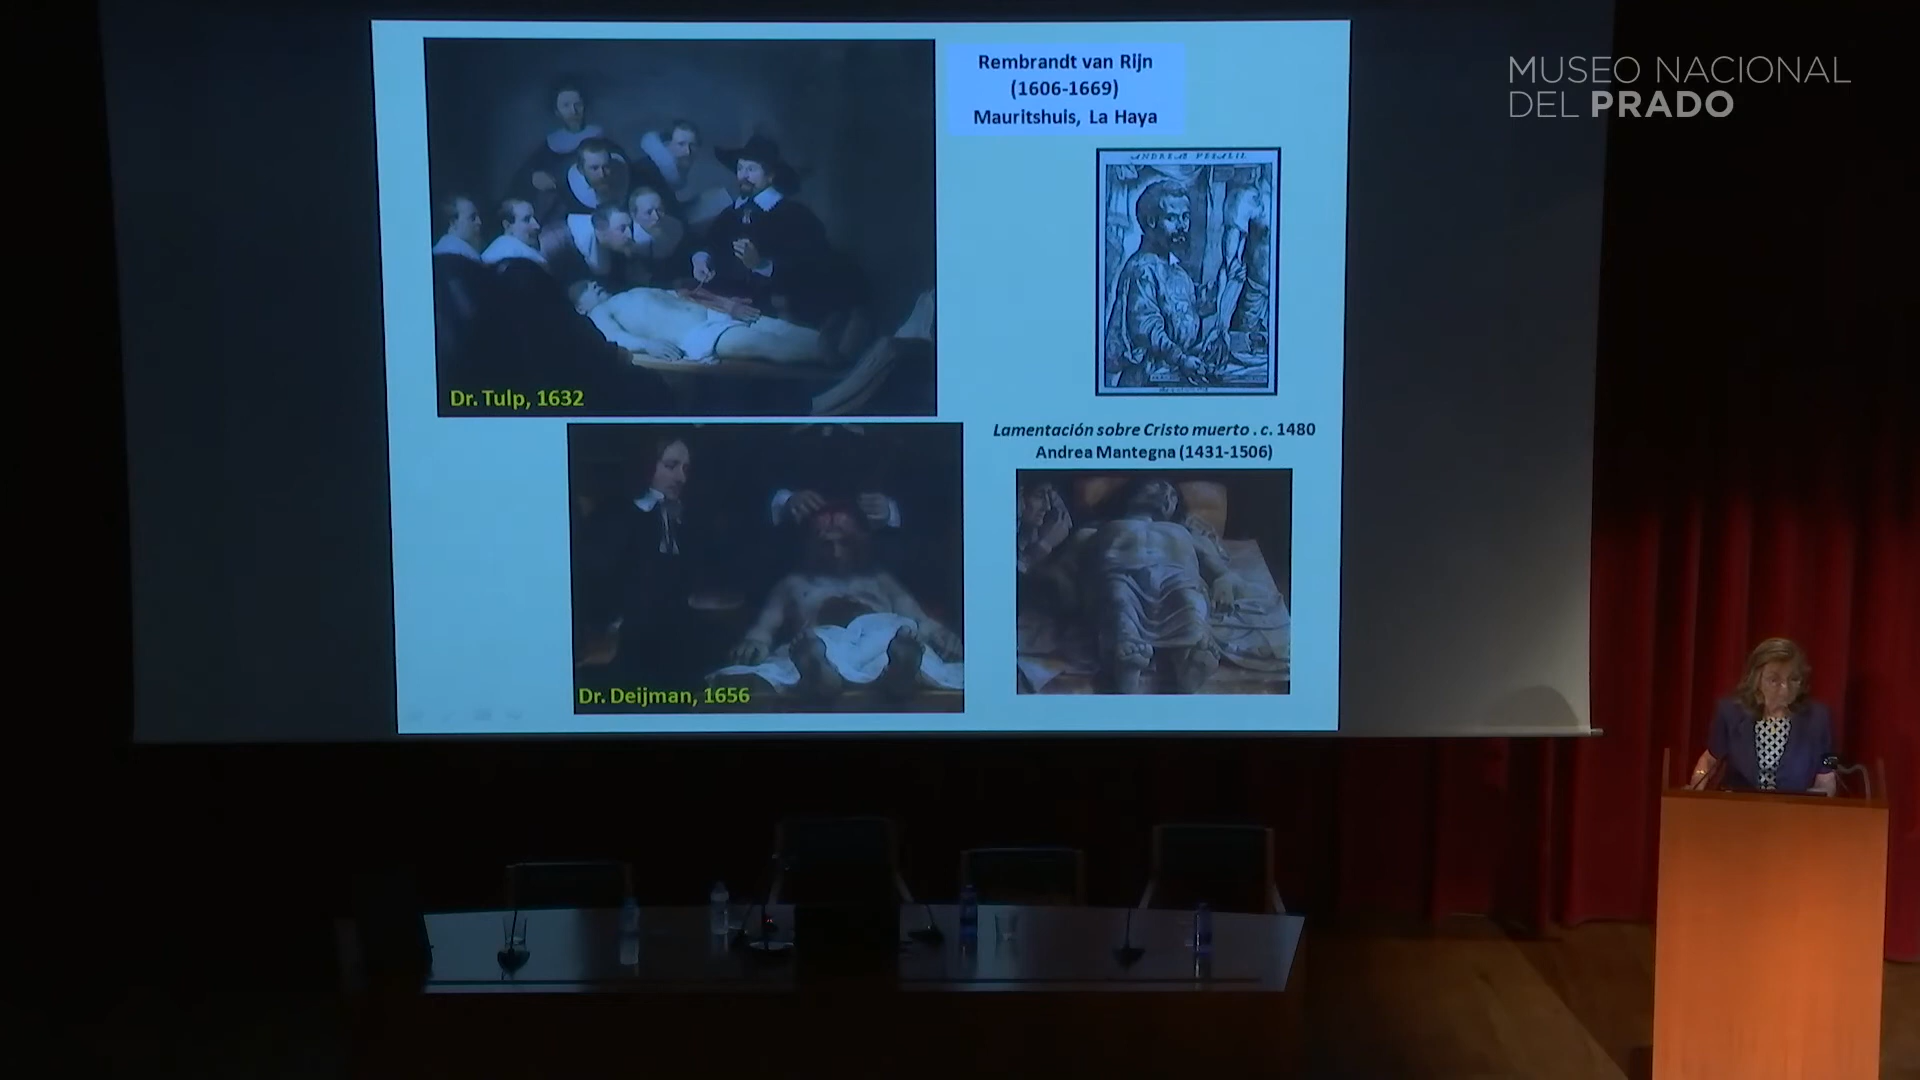 MUSEO NACIONAL
DEL PRADO
Rembrandt van Rijn
(1606-1669)
Mauritshuis, La Haya
Dr. Tulp, 1632
Lamentación sobre Cristo muerto . c. 1480
Andrea Mantegna (1431-1506)
Dr. Deijman, 1656